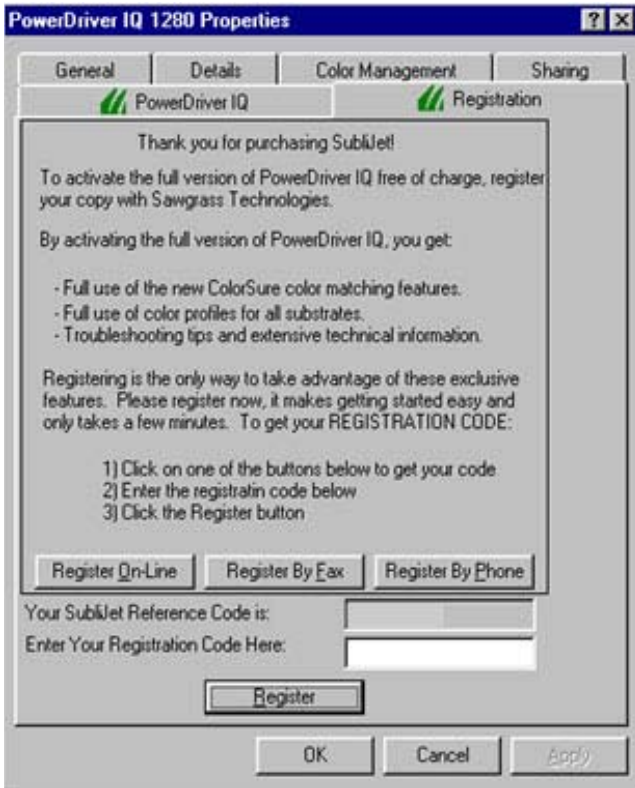 PowerDriver IQ 1280 Properties
? X
General Details Color Management Sharing
PowerDriver IQ Registration
Thank you for purchasing SubliJet!
To activate the full version of PowerDriver IQ free of charge, register
your copy with Sawgrass Technologies.
By activating the full version of PowerDriver IQ, you get:
- Full use of the new ColorSure color matching features.
- Full use of color profiles for all substrates.
- Troubleshooting tips and extensive technical information.
Registering is the only way to take advantage of these exclusive
features. Please register now, it makes getting started easy and
only takes a few minutes. To get your REGISTRATION CODE:
1) Click on one of the buttons below to get your code
2) Enter the registratin code below
3) Click the Register button
Register On-Line Register By Fax Register By Phone
Your SubliJet Reference Code is:
Enter Your Registration Code Here:
Register
OK Cancel Apply